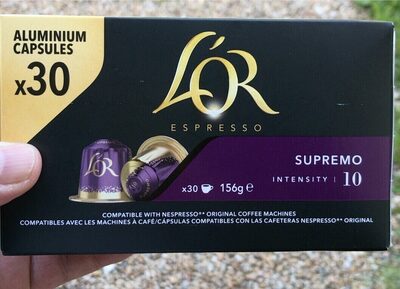 ALUMINIUM
CAPSULES
x30
L'OR
ESPRESSO
L'OR
SUPREMO
INTENSITY | 10
x30 156g e
COMPATIBLE WITH NESPRESSO** ORIGINAL COFFEE MACHINES
COMPATIBLES AVEC LES MACHINES À CAFÉ/CÁPSULAS COMPATIBLES CON LAS CAFETERAS NESPRESSO** ORIGINAL